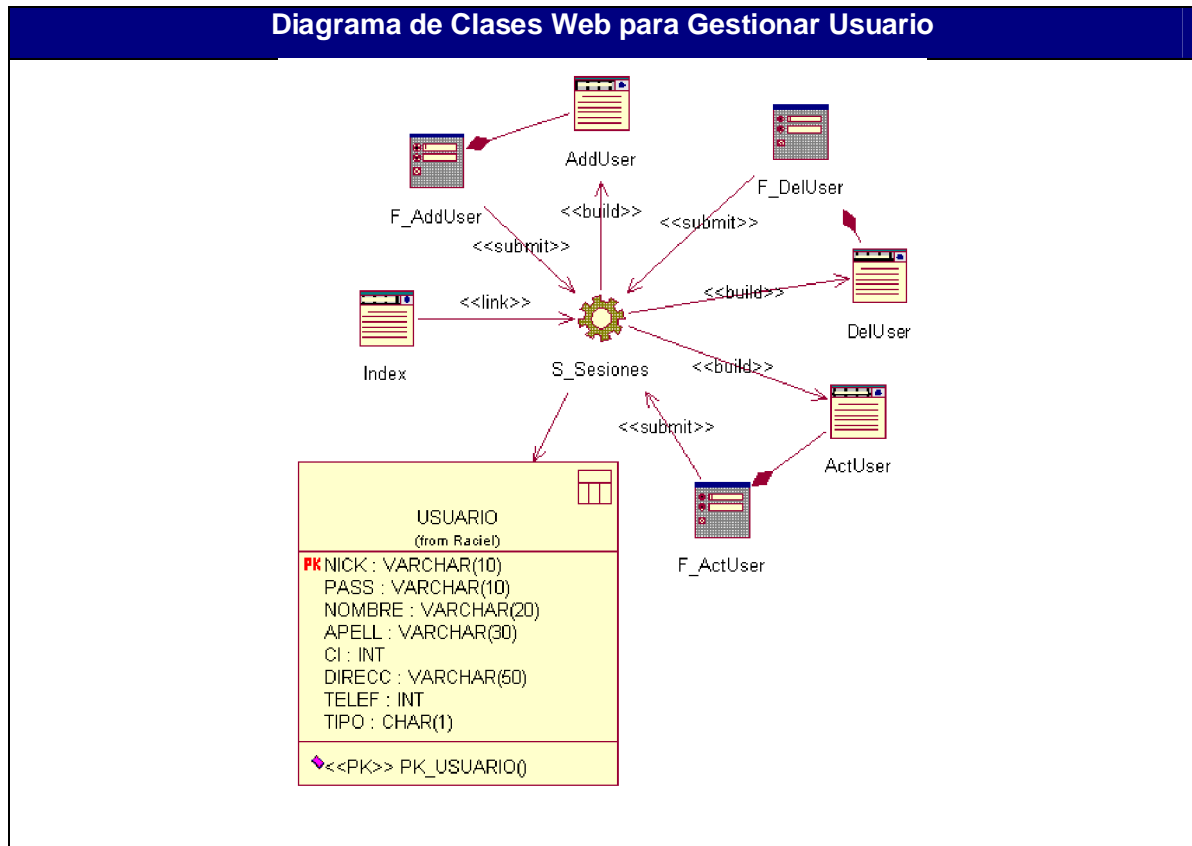 Diagrama de Clases Web para Gestionar Usuario
AddUser
F_DelUser
F_AddUser
<<build>>
<<submit>>
<<submit>>
<<link>>
<<build>>
DelUser
Index
S_Sesiones
<<build>>
<<submit>>
ActUser
USUARIO
(from Raciel)
F_ActUser
PK NICK : VARCHAR(10)
PASS : VARCHAR(10)
NOMBRE : VARCHAR(20)
APELL : VARCHAR(30)
CI : INT
DIRECC : VARCHAR(50)
TELEF : INT
TIPO : CHAR(1)
<<PK>> PK_USUARIO()